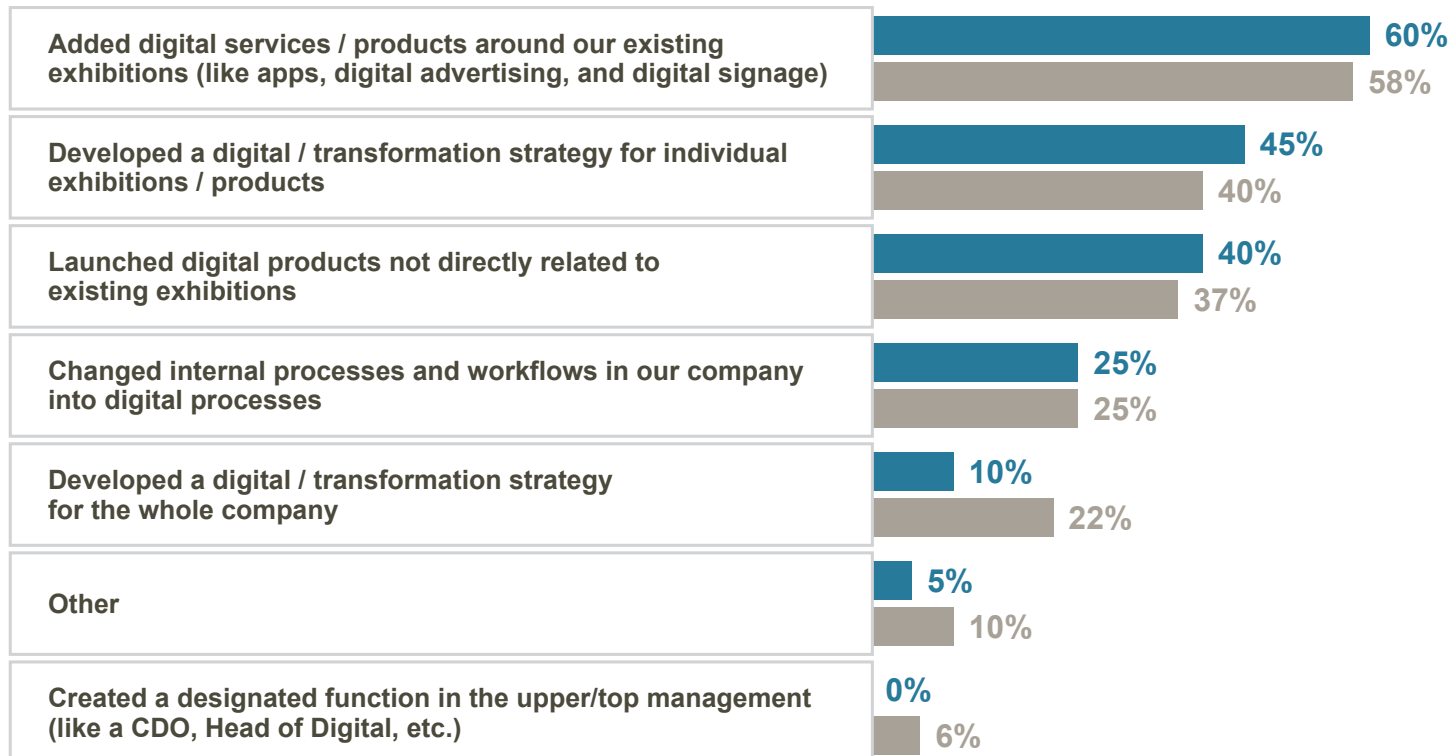 Added digital services / products around our existing
exhibitions (like apps, digital advertising, and digital signage)
60%
58%
Developed a digital / transformation strategy for individual
exhibitions / products
45%
40%
Launched digital products not directly related to
existing exhibitions
40%
37%
Changed internal processes and workflows in our company
into digital processes
25%
25%
Developed a digital / transformation strategy
for the whole company
10%
22%
Other
5%
10%
Created a designated function in the upper/top management
(like a CDO, Head of Digital, etc.)
0%
6%